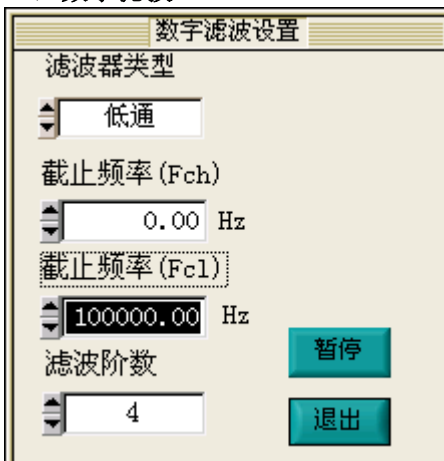 数字滤波设置
滤波器类型
低通
截止频率(Fch)
0.00 Hz
截止频率(Fcl)
100000.00 Hz
暂停
滤波阶数
4
退出